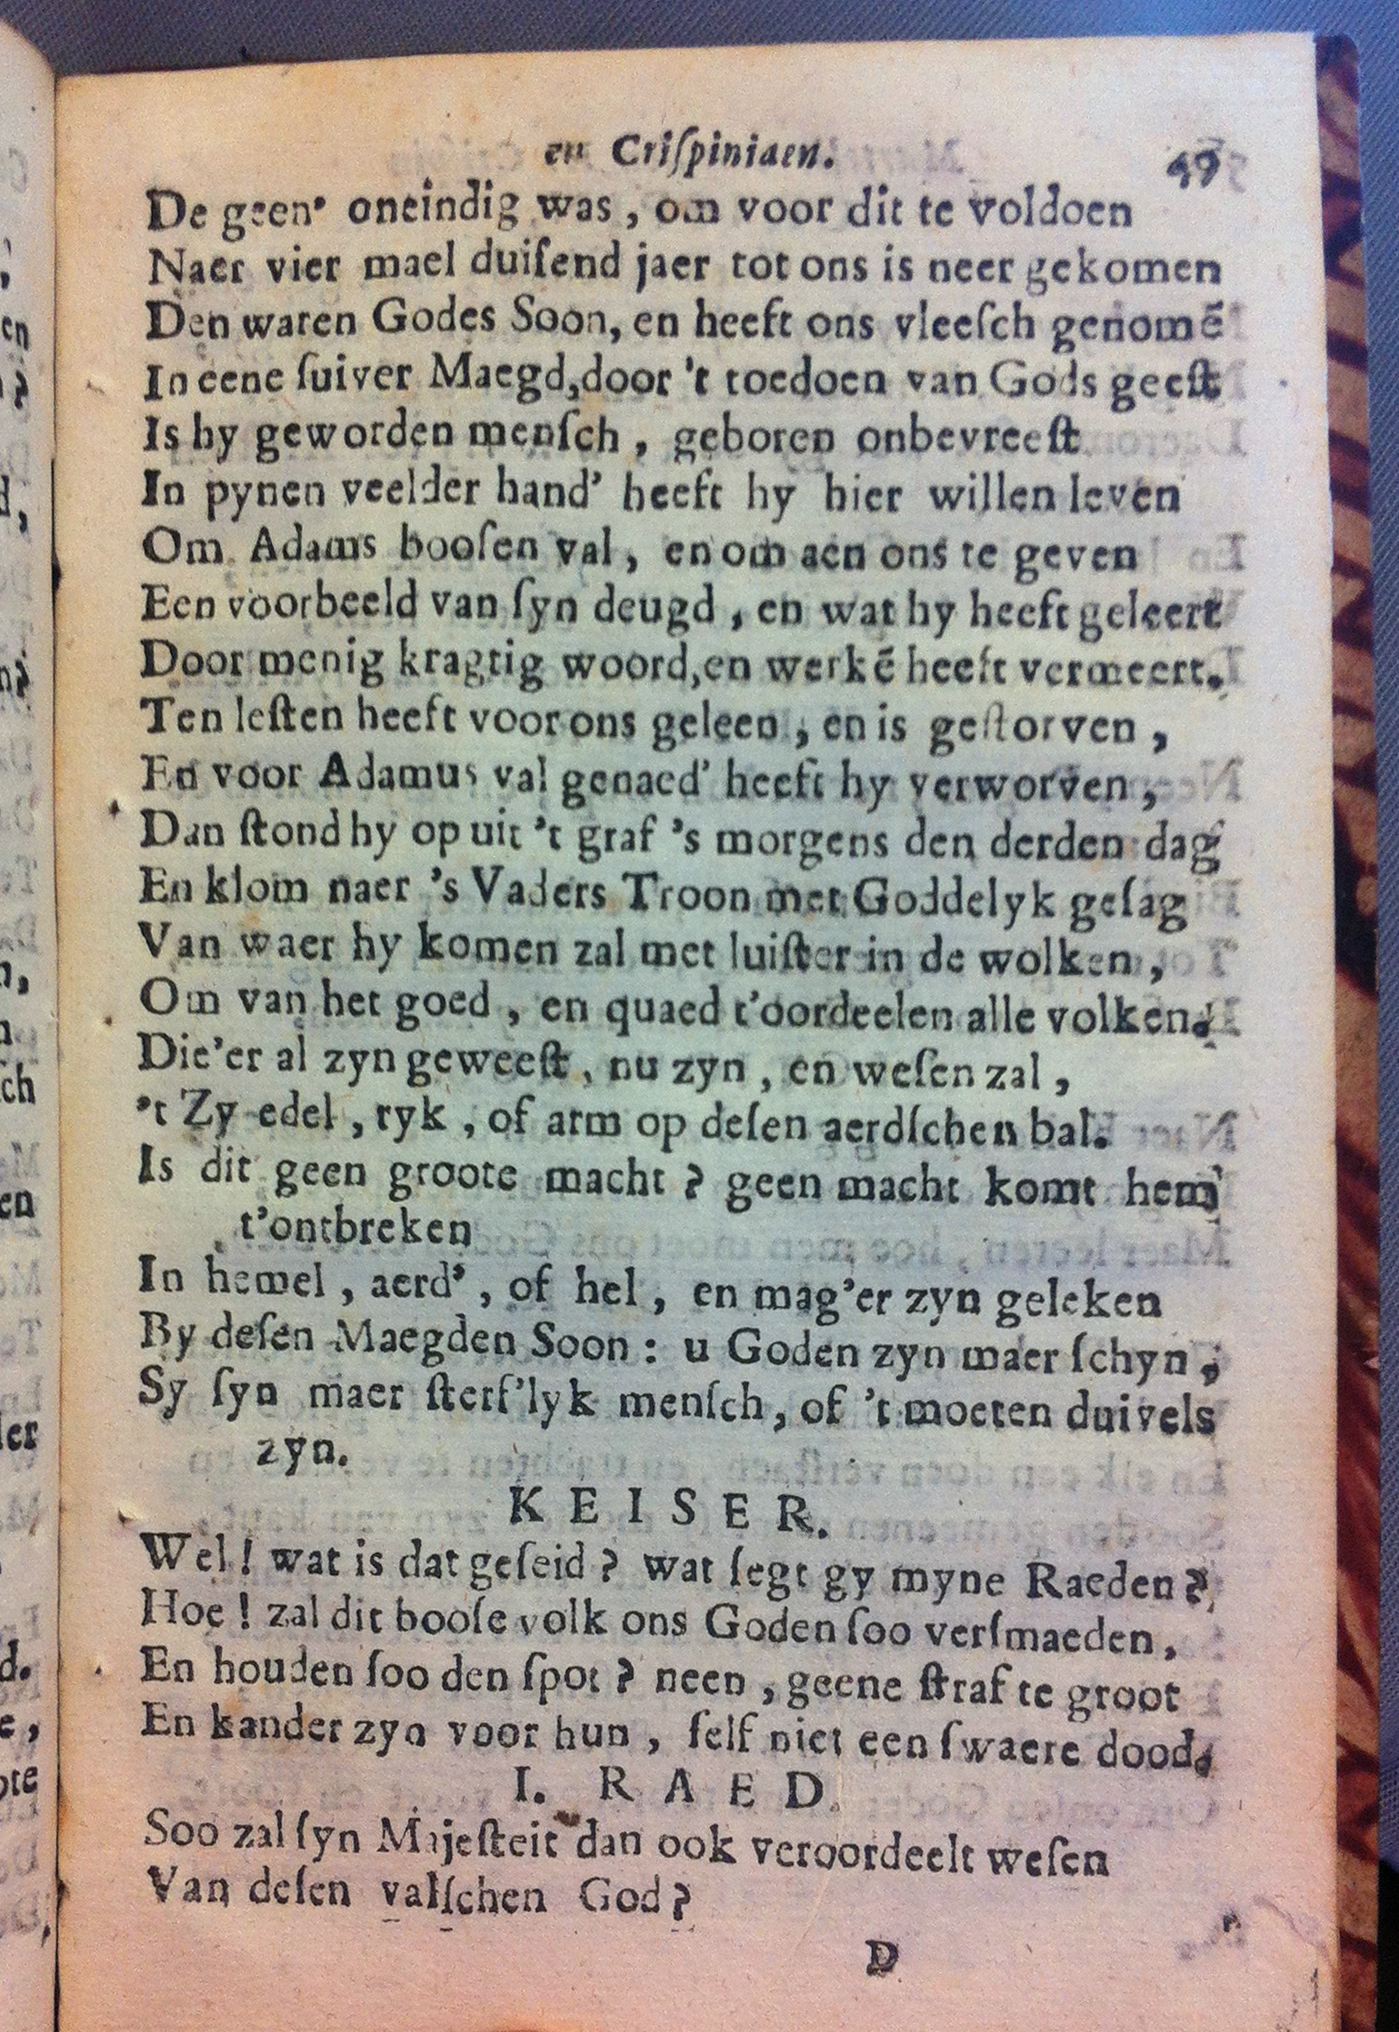 en Criſpiniaen. 49
De geen' oneindig was, om voor dit te voldoen
Naer vier mael duiſend jaer tot ons is neer gekomen
Den waren Godes Soon, en heeft ons vleeſch genomē
In eene ſuiver Maegd, door 't toedoen van Gods geeſt
Is hy geworden menſch, geboren onbevreeſt
In pynen veelder hand' heeft hy hier willen leven
Om Adams booſen val, en om aen ons te geven
Een voorbeeld van ſyn deugd, en wat hy heeft geleert
Door menig kragtig woord, en werkē heeft vermeert.
Ten leſten heeft voor ons geleen, en is geſtorven,
En voor Adamus val genaed' heeft hy verworven,
Dan ſtond hy op uit 't graf 's morgens den derden dag
En klom naer 's Vaders Troon met Goddelyk geſag
Van waer hy komen zal met luiſter in de wolken,
Om van het goed, en quaed t'oordeelen alle volken.
Die'er al zyn geweeſt, nu zyn, en weſen zal,
't Zy edel, ryk, of arm op deſen aerdſchen bal.
Is dit geen groote macht? geen macht komt hem
t'ontbreken
In hemel, aerd', of hel, en mag'er zyn geleken
By deſen Maegden Soon: u Goden zyn maer ſchyn,
Sy ſyn maer ſterf'lyk menſch, of 't moeten duivels
zyn.
KEISER.
Wel! wat is dat geſeid? wat ſegt gy myne Raeden?
Hoe! zal dit booſe volk ons Goden ſoo verſmaeden,
En houden ſoo den ſpot? neen, geene ſtraf te groot
En kander zyn voor hun, ſelf niet een ſwaere dood.
I. RAED.
Soo zal ſyn Majeſteit dan ook veroordeelt weſen
Van deſen valſchen God?
D